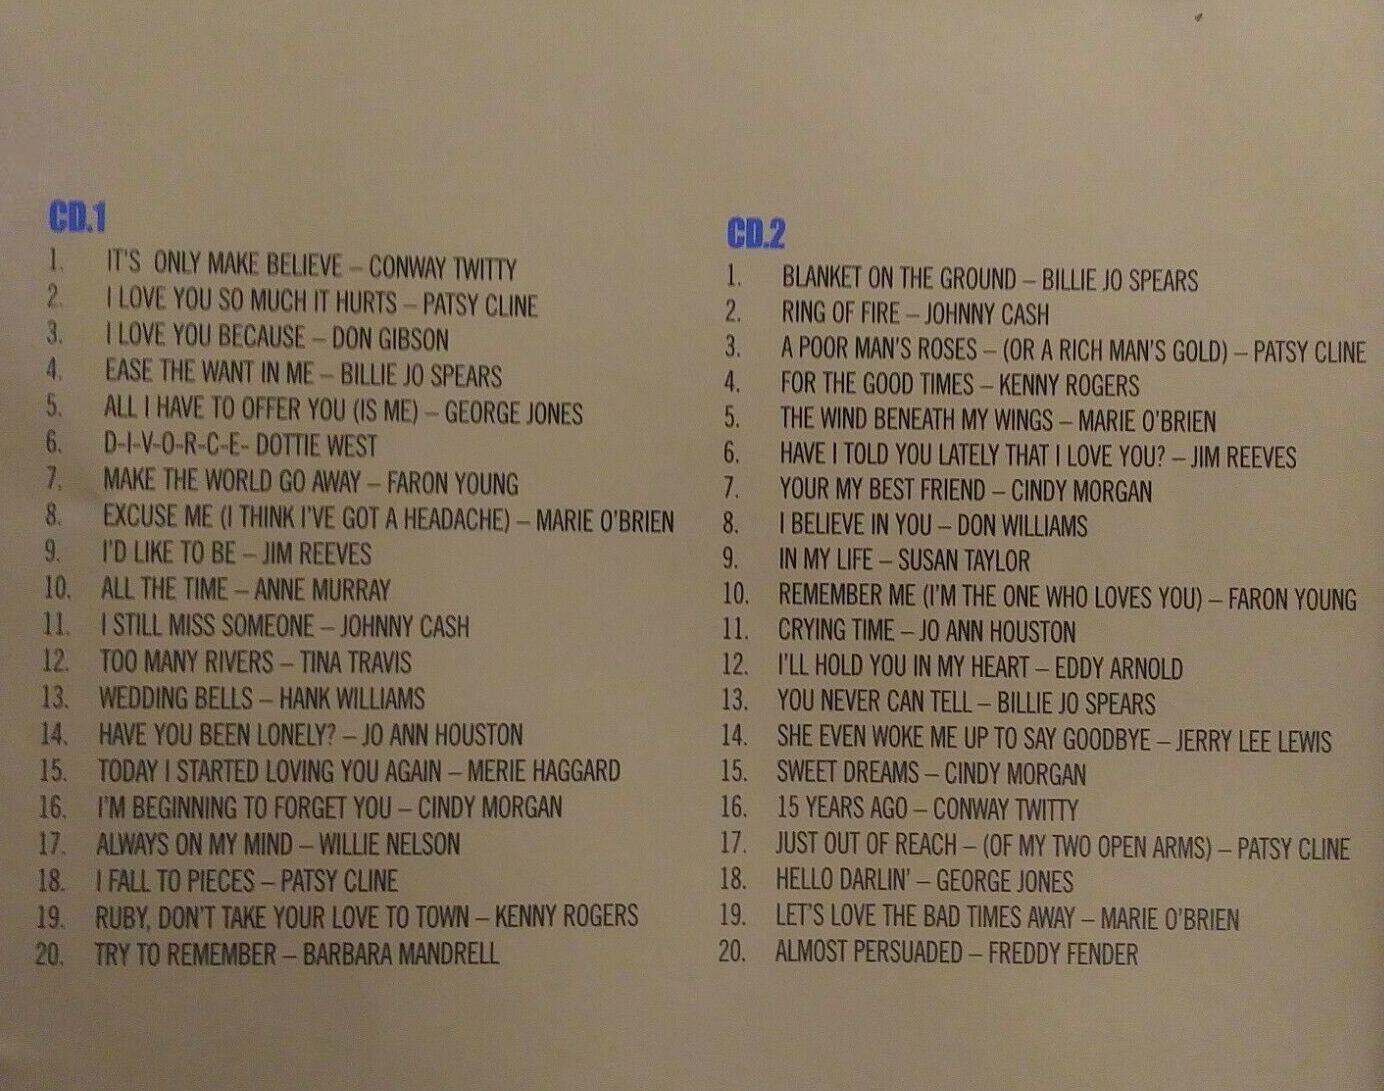 CD.1
1. IT'S ONLY MAKE BELIEVE – CONWAY TWITTY
2. I LOVE YOU SO MUCH IT HURTS – PATSY CLINE
3. I LOVE YOU BECAUSE – DON GIBSON
4. EASE THE WANT IN ME – BILLIE JO SPEARS
5. ALL I HAVE TO OFFER YOU (IS ME) – GEORGE JONES
6. D-I-V-O-R-C-E- DOTTIE WEST
7. MAKE THE WORLD GO AWAY – FARON YOUNG
8. EXCUSE ME (I THINK I'VE GOT A HEADACHE) – MARIE O'BRIEN
9. I'D LIKE TO BE – JIM REEVES
10. ALL THE TIME – ANNE MURRAY
11. I STILL MISS SOMEONE – JOHNNY CASH
12. TOO MANY RIVERS – TINA TRAVIS
13. WEDDING BELLS – HANK WILLIAMS
14. HAVE YOU BEEN LONELY? – JO ANN HOUSTON
15. TODAY I STARTED LOVING YOU AGAIN – MERIE HAGGARD
16. I'M BEGINNING TO FORGET YOU – CINDY MORGAN
17. ALWAYS ON MY MIND – WILLIE NELSON
18. I FALL TO PIECES – PATSY CLINE
19. RUBY, DON'T TAKE YOUR LOVE TO TOWN – KENNY ROGERS
20. TRY TO REMEMBER – BARBARA MANDRELL
CD.2
1. BLANKET ON THE GROUND – BILLIE JO SPEARS
2. RING OF FIRE – JOHNNY CASH
3. A POOR MAN'S ROSES – (OR A RICH MAN'S GOLD) – PATSY CLINE
4. FOR THE GOOD TIMES – KENNY ROGERS
5. THE WIND BENEATH MY WINGS – MARIE O'BRIEN
6. HAVE I TOLD YOU LATELY THAT I LOVE YOU? – JIM REEVES
7. YOUR MY BEST FRIEND – CINDY MORGAN
8. I BELIEVE IN YOU – DON WILLIAMS
9. IN MY LIFE – SUSAN TAYLOR
10. REMEMBER ME (I'M THE ONE WHO LOVES YOU) – FARON YOUNG
11. CRYING TIME – JO ANN HOUSTON
12. I'LL HOLD YOU IN MY HEART – EDDY ARNOLD
13. YOU NEVER CAN TELL – BILLIE JO SPEARS
14. SHE EVEN WOKE ME UP TO SAY GOODBYE – JERRY LEE LEWIS
15. SWEET DREAMS – CINDY MORGAN
16. 15 YEARS AGO – CONWAY TWITTY
17. JUST OUT OF REACH – (OF MY TWO OPEN ARMS) – PATSY CLINE
18. HELLO DARLIN' – GEORGE JONES
19. LET'S LOVE THE BAD TIMES AWAY – MARIE O'BRIEN
20. ALMOST PERSUADED – FREDDY FENDER